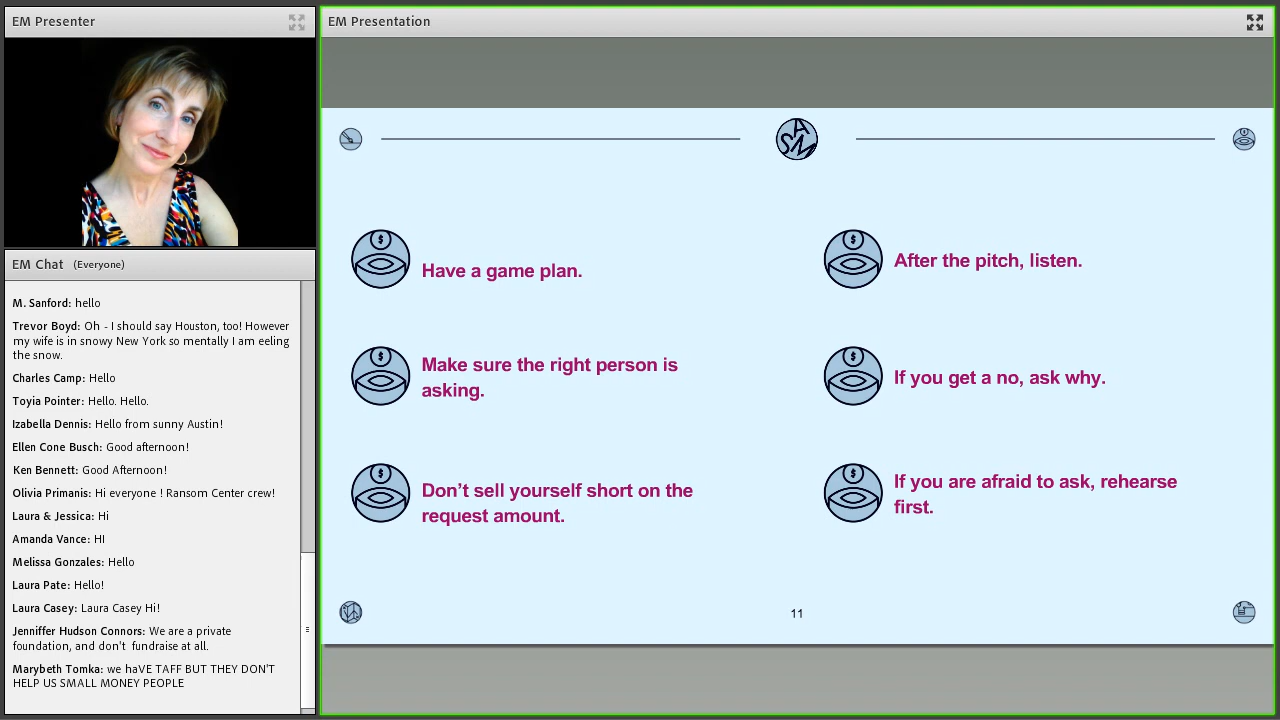 EM Presenter
EM Chat (Everyone)
M. Sanford: hello
Trevor Boyd: Oh - I should say Houston, too! However
my wife is in snowy New York so mentally I am eeling
the snow.
Charles Camp: Hello
Toyia Pointer: Hello. Hello.
Izabella Dennis: Hello from sunny Austin!
Ellen Cone Busch: Good afternoon!
Ken Bennett: Good Afternoon!
Olivia Primanis: Hi everyone ! Ransom Center crew!
Laura & Jessica: Hi
Amanda Vance: HI
Melissa Gonzales: Hello
Laura Pate: Hello!
Laura Casey: Laura Casey Hi!
Jenniffer Hudson Connors: We are a private
foundation, and don't fundraise at all.
Marybeth Tomka: we haVE TAFF BUT THEY DON'T
HELP US SMALL MONEY PEOPLE
EM Presentation
ASM
$
Have a game plan.
$
Make sure the right person is
asking.
$
Don’t sell yourself short on the
request amount.
$
After the pitch, listen.
$
If you get a no, ask why.
$
If you are afraid to ask, rehearse
first.
11